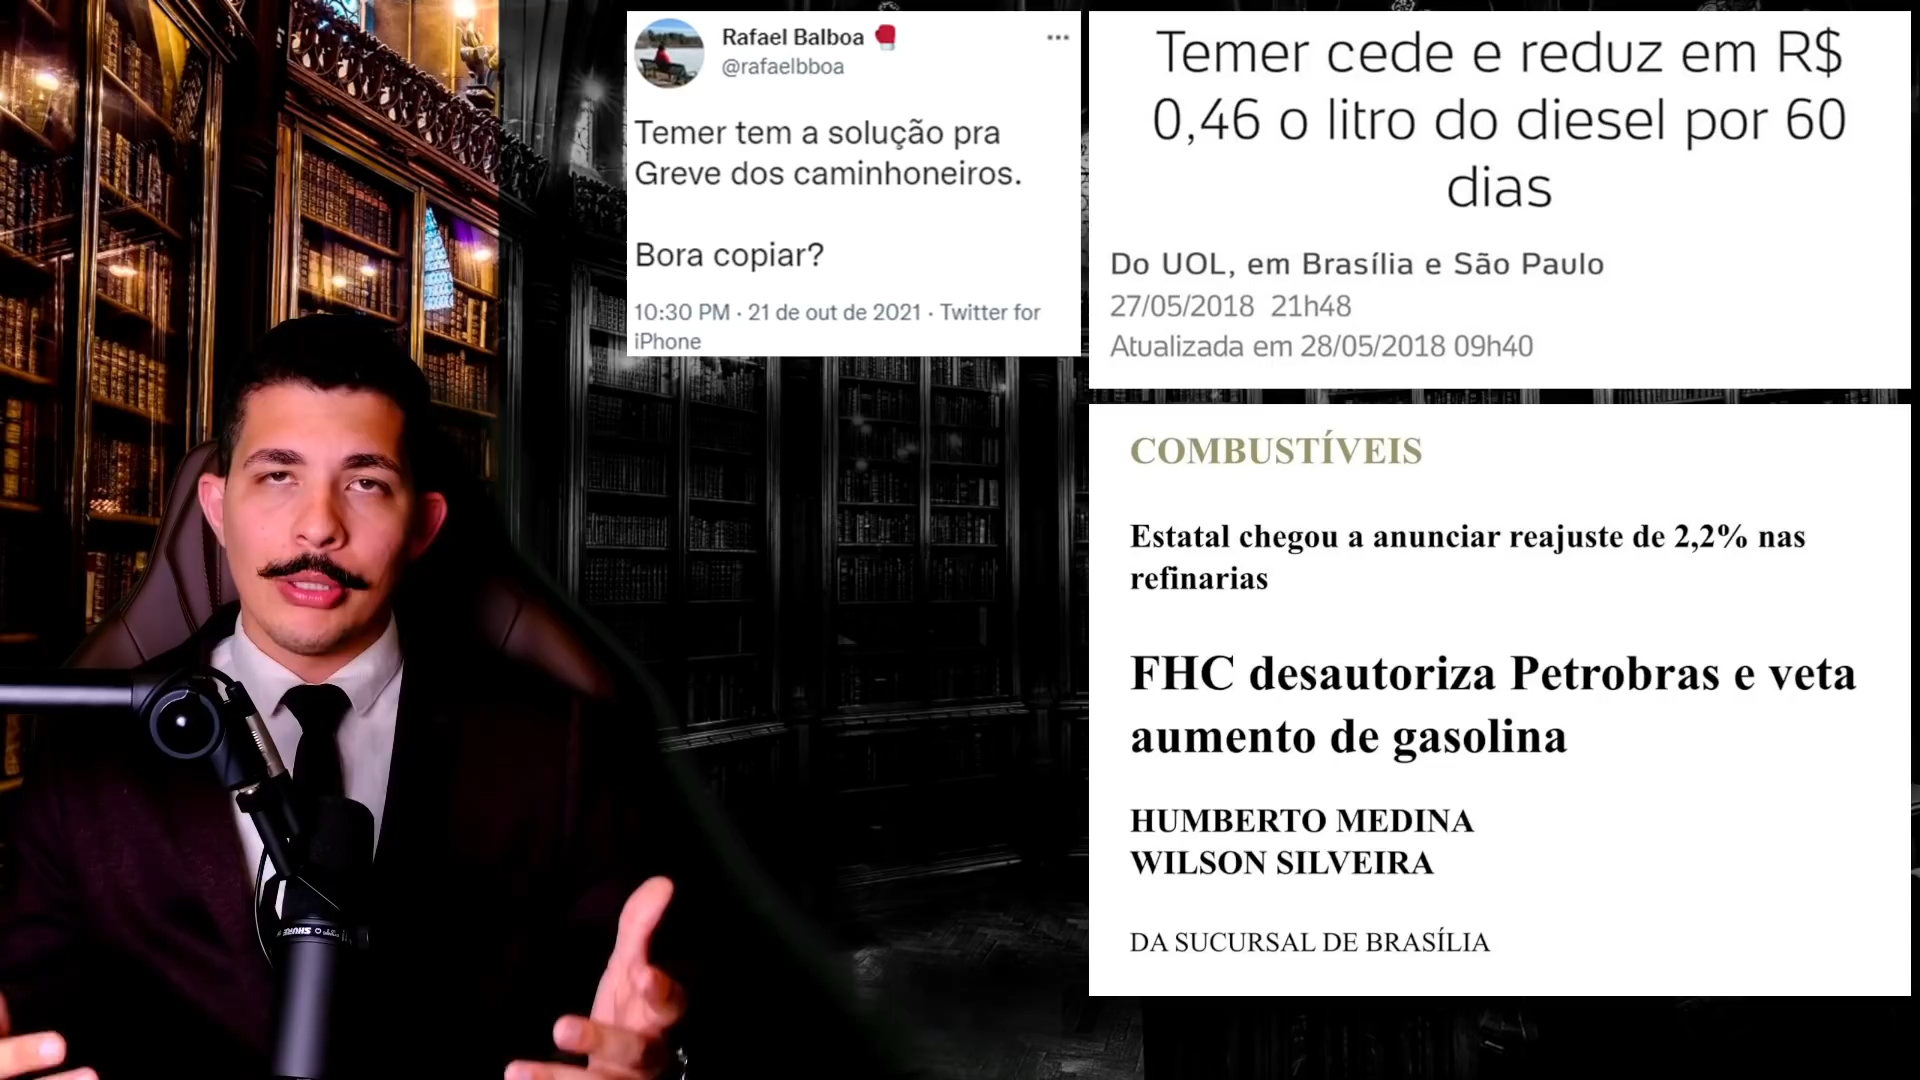 Rafael Balboa
@rafaelbboa
Temer tem a solução pra
Greve dos caminhoneiros.
Bora copiar?
10:30 PM · 21 de out de 2021 · Twitter for
iPhone
Temer cede e reduz em R$
0,46 o litro do diesel por 60
dias
Do UOL, em Brasília e São Paulo
27/05/2018 21h48
Atualizada em 28/05/2018 09h40
COMBUSTÍVEIS
Estatal chegou a anunciar reajuste de 2,2% nas
refinarias
FHC desautoriza Petrobras e veta
aumento de gasolina
HUMBERTO MEDINA
WILSON SILVEIRA
DA SUCURSAL DE BRASÍLIA
SHURE